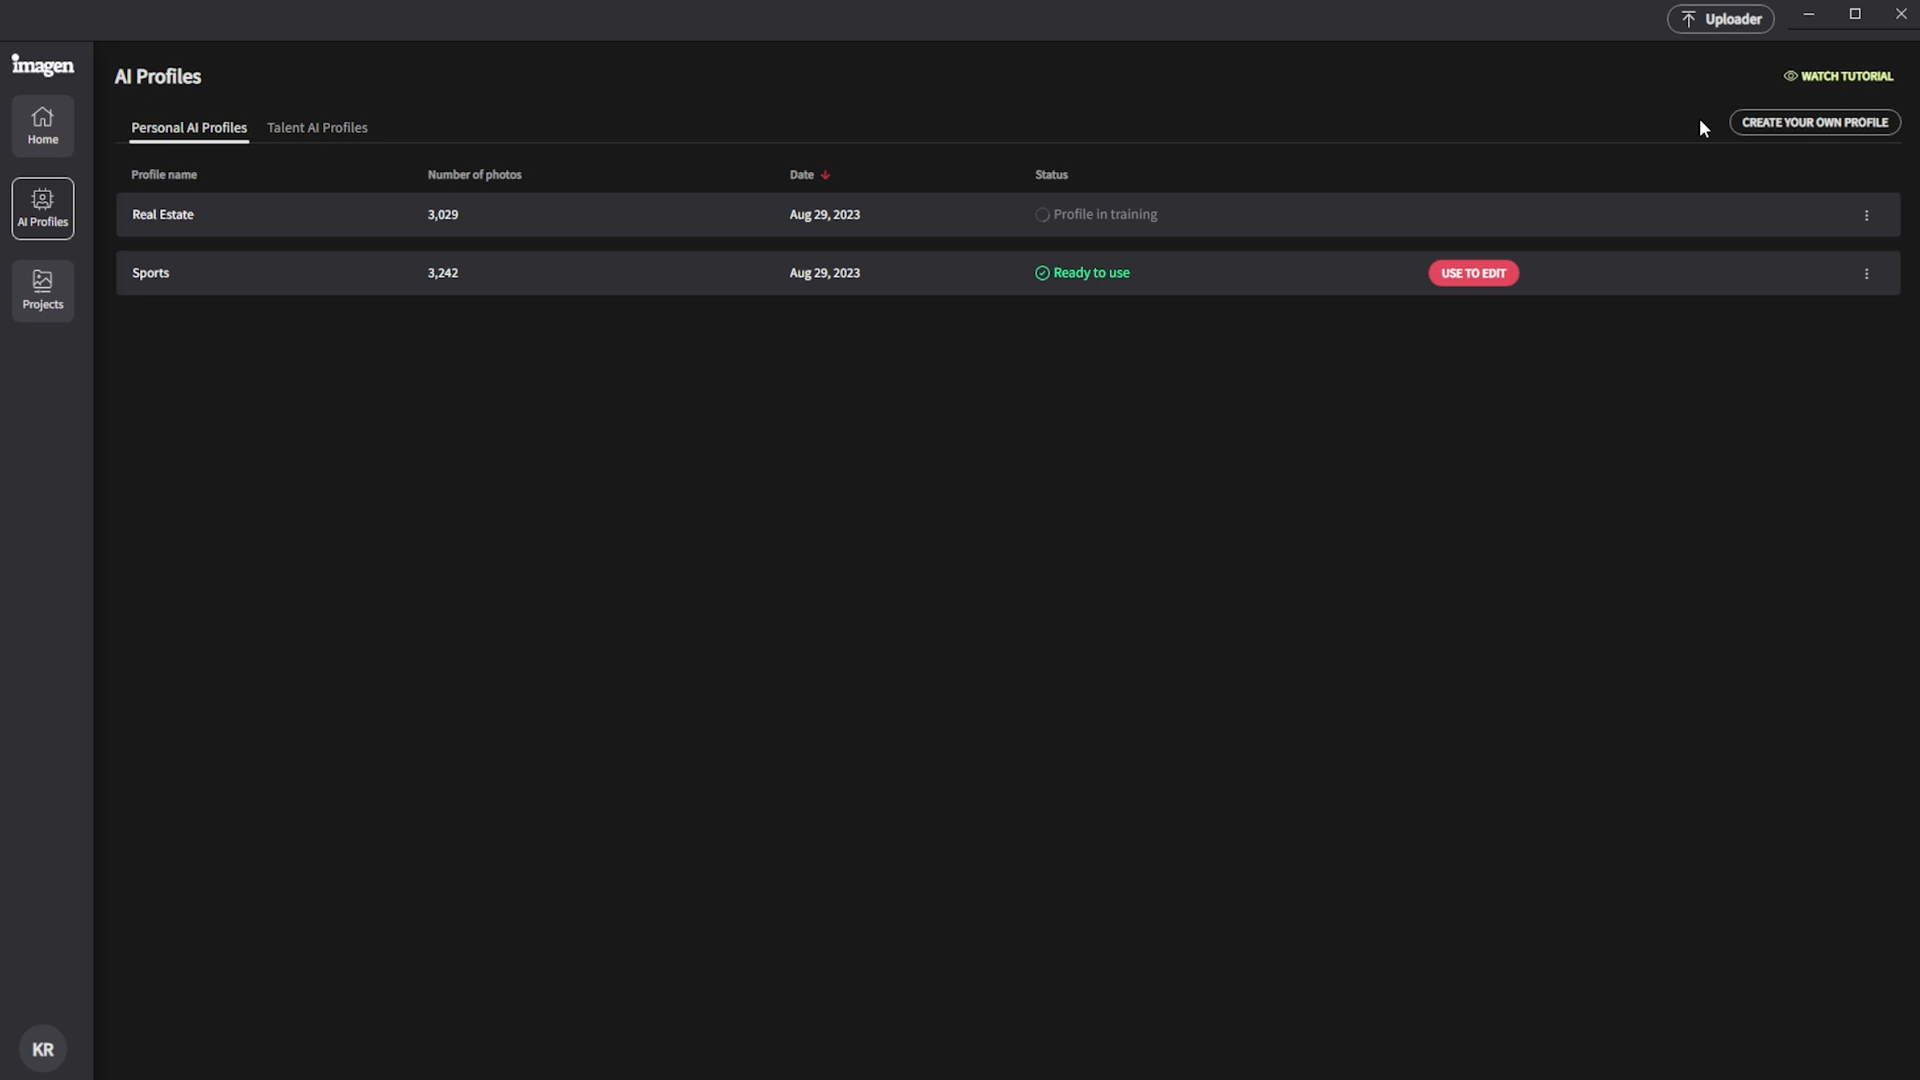 Uploader
imagen
AI Profiles
WATCH TUTORIAL
Home
Personal AI Profiles
Talent AI Profiles
CREATE YOUR OWN PROFILE
Profile name
Number of photos
Date
Status
AI Profiles
Real Estate
3,029
Aug 29, 2023
Profile in training
Sports
3,242
Aug 29, 2023
Ready to use
USE TO EDIT
Projects
KR